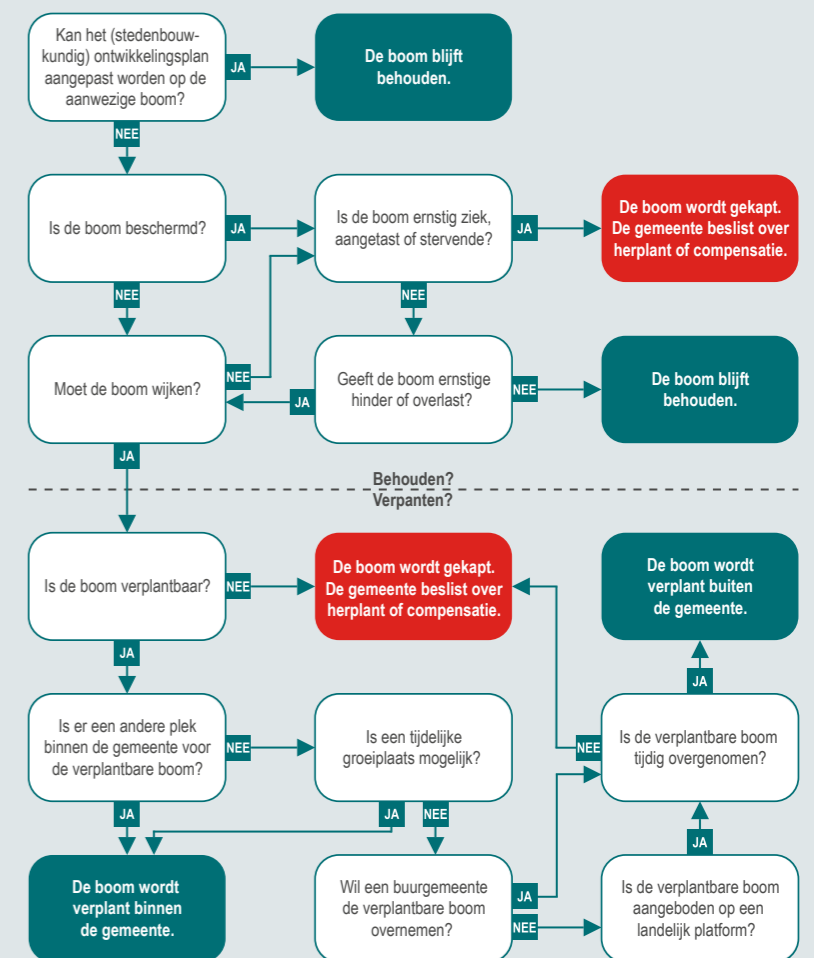 Kan het (stedenbouw-
kundig) ontwikkelingsplan
aangepast worden op de
aanwezige boom?
JA
De boom blijft
behouden.
NEE
Is de boom beschermd?
JA
Is de boom ernstig ziek,
aangetast of stervende?
JA
De boom wordt gekapt.
De gemeente beslist over
herplant of compensatie.
NEE
NEE
Moet de boom wijken?
NEE
JA
Geeft de boom ernstige
hinder of overlast?
NEE
De boom blijft
behouden.
JA
Behouden?
Verpanten?
Is de boom verplantbaar?
NEE
De boom wordt gekapt.
De gemeente beslist over
herplant of compensatie.
De boom wordt
verplant buiten
de gemeente.
JA
JA
Is er een andere plek
binnen de gemeente voor
de verplantbare boom?
NEE
Is een tijdelijke
groeiplaats mogelijk?
NEE
Is de verplantbare boom
tijdig overgenomen?
JA
JA
NEE
JA
De boom wordt
verplant binnen
de gemeente.
Wil een buurgemeente
de verplantbare boom
overnemen?
JA
NEE
Is de verplantbare boom
aangeboden op een
landelijk platform?